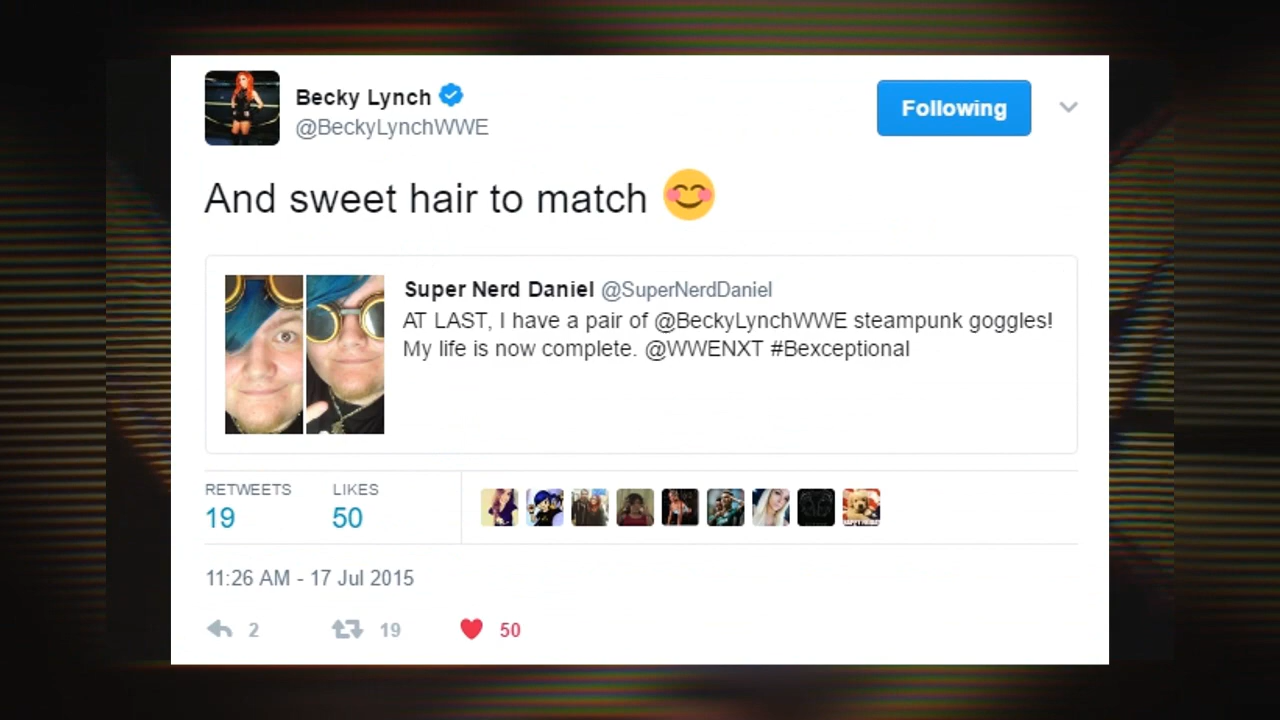 Becky Lynch
@BeckyLynchWWE
Following
And sweet hair to match
Super Nerd Daniel @SuperNerdDaniel
AT LAST, I have a pair of @BeckyLynchWWE steampunk goggles!
My life is now complete. @WWENXT #Bexceptional
RETWEETS LIKES
19 50
11:26 AM - 17 Jul 2015
2 19 50